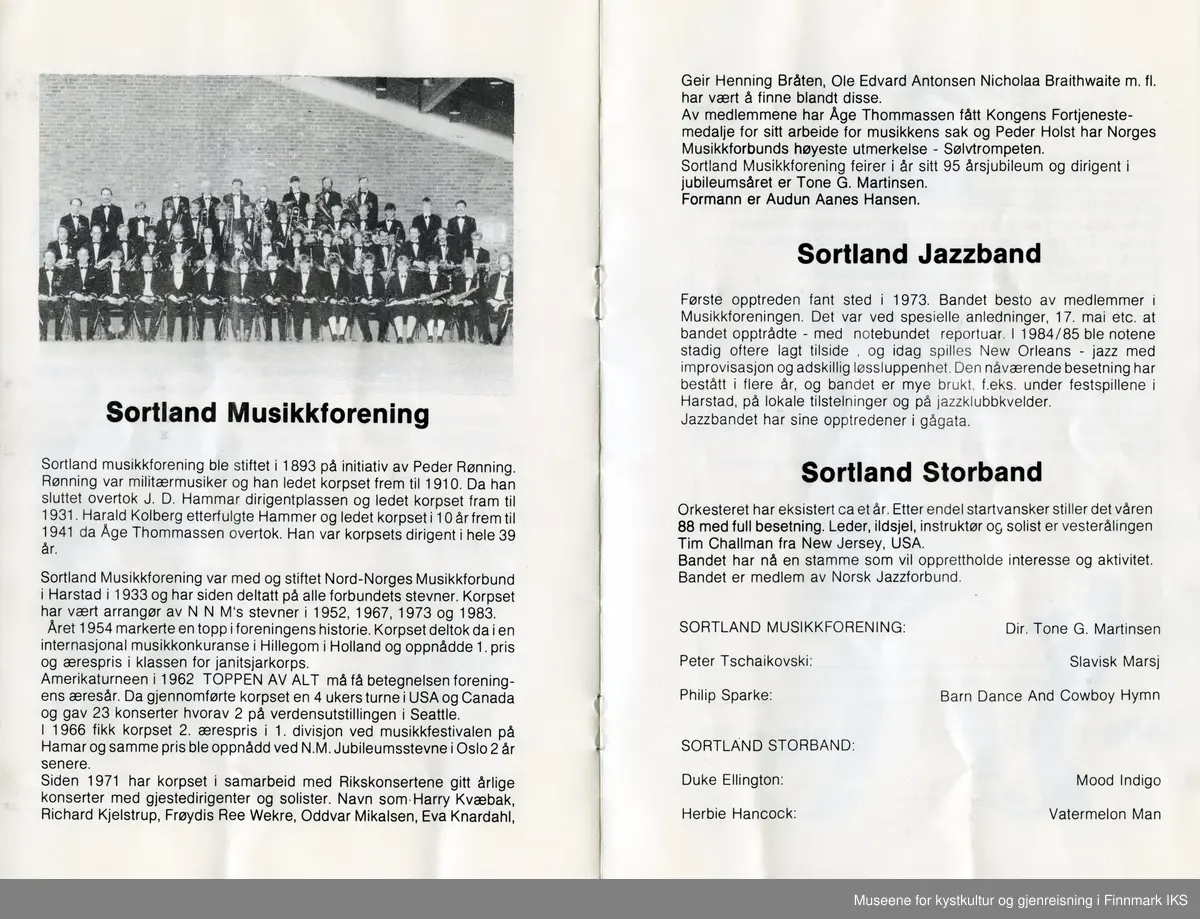 Sortland Musikkforening
Sortland musikkforening ble stiftet i 1893 på initiativ av Peder Rønning.
Rønning var militærmusiker og han ledet korpset frem til 1910. Da han
sluttet overtok J. D. Hammar dirigentplassen og ledet korpset fram til
1931. Harald Kolberg etterfulgte Hammer og ledet korpset i 10 år frem til
1941 da Åge Thommassen overtok. Han var korpsets dirigent i hele 39
år.
Sortland Musikkforening var med og stiftet Nord-Norges Musikkforbund
i Harstad i 1933 og har siden deltatt på alle forbundets stevner. Korpset
har vært arrangør av N N M's stevner i 1952, 1967, 1973 og 1983.
Året 1954 markerte en topp i foreningens historie. Korpset deltok da i en
internasjonal musikkonkuranse i Hillegom i Holland og oppnådde 1. pris
og ærespris i klassen for janitsjarkorps.
Amerikaturneen i 1962 TOPPEN AV ALT må få betegnelsen forening-
ens æresår. Da gjennomførte korpset en 4 ukers turne i USA og Canada
og gav 23 konserter hvorav 2 på verdensutstillingen i Seattle.
I 1966 fikk korpset 2. ærespris i 1. divisjon ved musikkfestivalen på
Hamar og samme pris ble oppnådd ved N.M. Jubileumsstevne i Oslo 2 år
senere.
Siden 1971 har korpset i samarbeid med Rikskonsertene gitt årlige
konserter med gjestedirigenter og solister. Navn som Harry Kvæbak,
Richard Kjelstrup, Frøydis Ree Wekre, Oddvar Mikalsen, Eva Knardahl,
Geir Henning Bråten, Ole Edvard Antonsen Nicholaa Braithwaite m. fl.
har vært å finne blandt disse.
Av medlemmene har Åge Thommassen fått Kongens Fortjeneste-
medalje for sitt arbeide for musikkens sak og Peder Holst har Norges
Musikkforbunds høyeste utmerkelse - Sølvtrompeten.
Sortland Musikkforening feirer i år sitt 95 årsjubileum og dirigent i
jubileumsåret er Tone G. Martinsen.
Formann er Audun Aanes Hansen.
Sortland Jazzband
Første opptreden fant sted i 1973. Bandet besto av medlemmer i
Musikkforeningen. Det var ved spesielle anledninger, 17. mai etc. at
bandet opptrådte - med notebundet reportuar. I 1984/85 ble notene
stadig oftere lagt tilside , og idag spilles New Orleans - jazz med
improvisasjon og adskillig løssluppenhet. Den nåværende besetning har
bestått i flere år, og bandet er mye brukt, f.eks. under festspillene i
Harstad, på lokale tilstelninger og på jazzklubbkvelder.
Jazzbandet har sine opptredener i gågata.
Sortland Storband
Orkesteret har eksistert ca et år. Etter endel startvansker stiller det våren
88 med full besetning. Leder, ildsjel, instruktør og solist er vesterålingen
Tim Challman fra New Jersey, USA.
Bandet har nå en stamme som vil opprettholde interesse og aktivitet.
Bandet er medlem av Norsk Jazzforbund.
SORTLAND MUSIKKFORENING: Dir. Tone G. Martinsen
Peter Tschaikovski: Slavisk Marsj
Philip Sparke: Barn Dance And Cowboy Hymn
SORTLAND STORBAND:
Duke Ellington: Mood Indigo
Herbie Hancock: Vatermelon Man
Museene for kystkultur og gjenreisning i Finnmark IKS